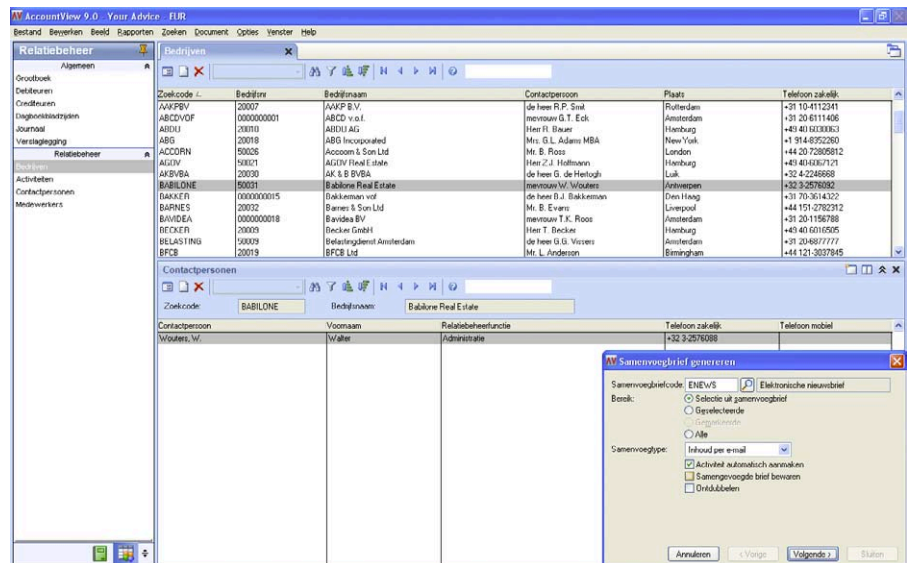 AccountView 9.0 - Your Advice - EUR
Bestand Bewerken Beeld Rapporten Zoeken Document Opties Venster Help
Relatiebeheer
Algemeen
Grootboek
Debiteuren
Crediteuren
Dagboekbladzijden
Journaal
Verslaglegging
Relatiebeheer
Bedrijven
Activiteiten
Contactpersonen
Medewerkers
Bedrijven
Zoekcode Bedrijfsnr Bedrijfsnaam Contactpersoon Plaats Telefoon zakelijk
AAKPBV 20007 AAKP B.V. de heer R.P. Smit Rotterdam +31 10-4112341
ABCDVOF 0000000001 ABCD v.o.f. mevrouw G.T. Eck Amsterdam +31 20-6111406
ABDU 20010 ABDU AG Herr R. Bauer Hamburg +49 40 6030063
ABG 20018 ABG Incorporated Mrs. G.L. Adams MBA New York +1 914-8352260
ACCORN 50026 Accoorn & Son Ltd Mr. B. Ross London +44 20-72805812
AGOV 50021 AGOV Real Estate Herr Z.J. Hoffmann Hamburg +49 40-6067121
AKBVBA 20030 AK & B BVBA de heer G. de Hertogh Luik +32 4-2246668
BABILONE 50031 Babilone Real Estate mevrouw W. Wouters Antwerpen +32 3-2576092
BAKKER 0000000015 Bakkerman vof de heer B.J. Bakkerman Den Haag +31 70-3614322
BARNES 20032 Barnes & Son Ltd Mr. B. Evans Liverpool +44 151-2782312
BAVIDEA 0000000018 Bavidea BV mevrouw T.K. Roos Amsterdam +31 20-1156788
BECKER 20009 Becker GmbH Herr T. Becker Hamburg +49 40 6016505
BELASTING 50009 Belastingdienst Amsterdam de heer G.G. Vissers Amsterdam +31 20-6877777
BFCB 20019 BFCB Ltd Mr. L. Anderson Birmingham +44 121-3037845
Contactpersonen
Zoekcode: BABILONE Bedrijfsnaam: Babilone Real Estate
Contactpersoon Voornaam Relatiebeheerfunctie Telefoon zakelijk Telefoon mobiel
Wouters, W. Walter Administratie +32 3-2576088
Samenvoegbrief genereren
Samenvoegbriefcode: ENEWS Elektronische nieuwsbrief
Bereik: Selectie uit samenvoegbrief
Geselecteerde
Gemarkeerde
Alle
Samenvoegtype: Inhoud per e-mail
Activiteit automatisch aanmaken
Samengevoegde brief bewaren
Ontdubbelen
Annuleren < Vorige Volgende > Sluiten